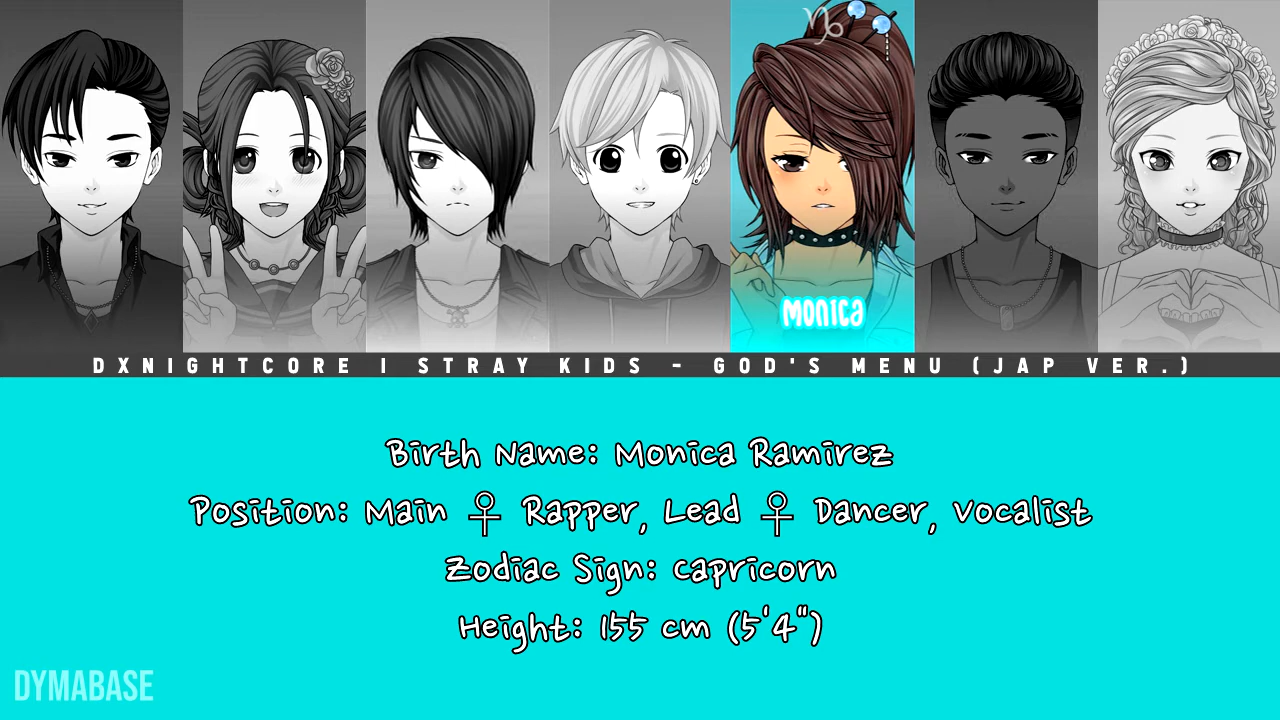 MONICA
DXNIGHTCORE | STRAY KIDS - GOD'S MENU (JAP VER.)
Birth Name: Monica Ramirez
Position: Main ♀ Rapper, Lead ♀ Dancer, Vocalist
Zodiac Sign: Capricorn
Height: 155 cm (5'4")
DYMABASE